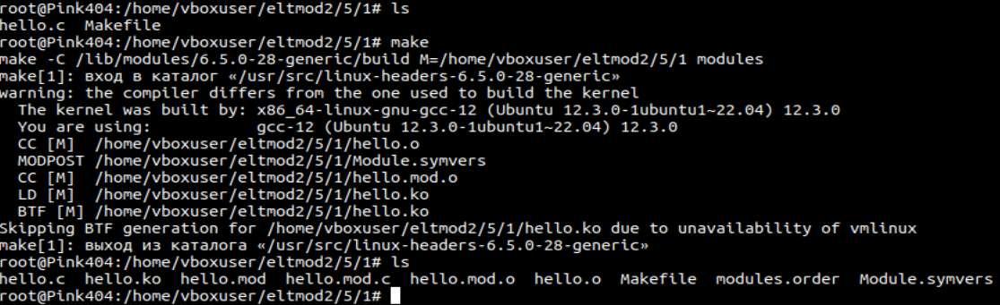 root@Pink404:/home/vboxuser/eltmod2/5/1# ls
hello.c  Makefile
root@Pink404:/home/vboxuser/eltmod2/5/1# make
make -C /lib/modules/6.5.0-28-generic/build M=/home/vboxuser/eltmod2/5/1 modules
make[1]: вход в каталог «/usr/src/linux-headers-6.5.0-28-generic»
warning: the compiler differs from the one used to build the kernel
  The kernel was built by: x86_64-linux-gnu-gcc-12 (Ubuntu 12.3.0-1ubuntu1~22.04) 12.3.0
  You are using:           gcc-12 (Ubuntu 12.3.0-1ubuntu1~22.04) 12.3.0
  CC [M]  /home/vboxuser/eltmod2/5/1/hello.o
  MODPOST /home/vboxuser/eltmod2/5/1/Module.symvers
  CC [M]  /home/vboxuser/eltmod2/5/1/hello.mod.o
  LD [M]  /home/vboxuser/eltmod2/5/1/hello.ko
  BTF [M] /home/vboxuser/eltmod2/5/1/hello.ko
Skipping BTF generation for /home/vboxuser/eltmod2/5/1/hello.ko due to unavailability of vmlinux
make[1]: выход из каталога «/usr/src/linux-headers-6.5.0-28-generic»
root@Pink404:/home/vboxuser/eltmod2/5/1# ls
hello.c  hello.ko  hello.mod  hello.mod.c  hello.mod.o  hello.o  Makefile  modules.order  Module.symvers
root@Pink404:/home/vboxuser/eltmod2/5/1#